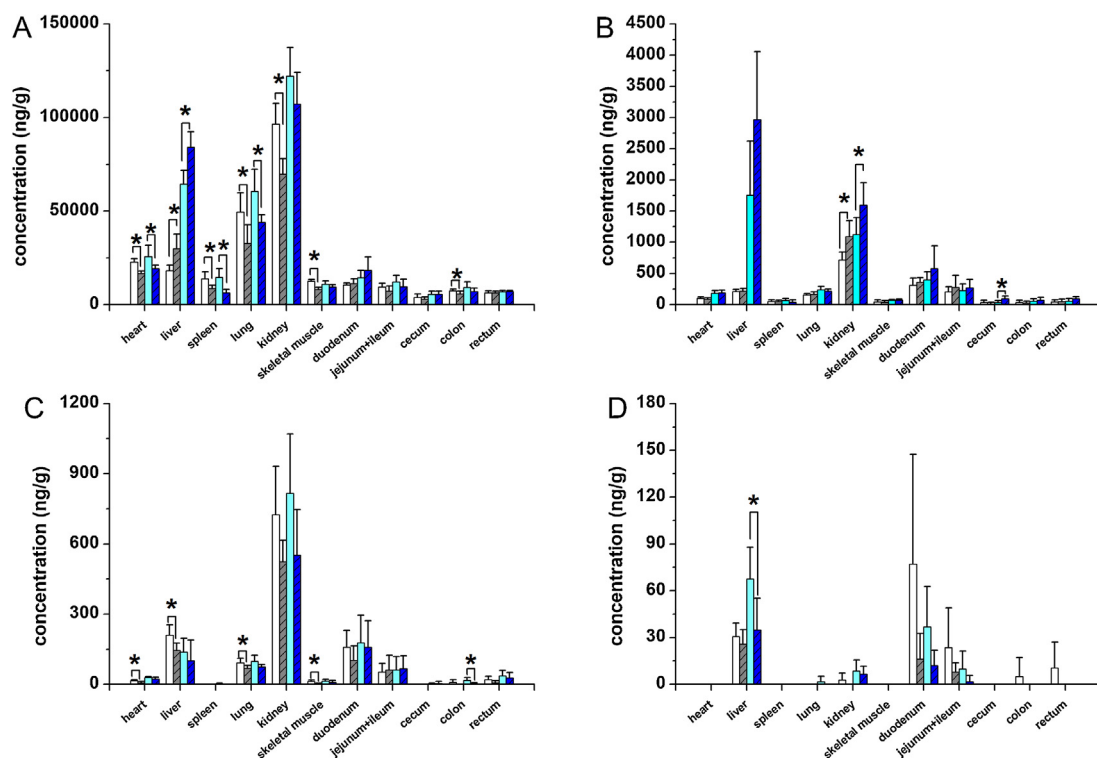 A
concentration (ng/g)
150000
100000
50000
0
* * * * * * * * * * *
heart liver spleen lung kidney skeletal muscle duodenum jejunum+ileum cecum colon rectum
B
concentration (ng/g)
4500
4000
3500
3000
2500
2000
1500
1000
500
0
* * *
heart liver spleen lung kidney skeletal muscle duodenum jejunum+ileum cecum colon rectum
C
concentration (ng/g)
1200
900
600
300
0
* * * * *
heart liver spleen lung kidney skeletal muscle duodenum jejunum+ileum cecum colon rectum
D
concentration (ng/g)
180
150
120
90
60
30
0
*
heart liver spleen lung kidney skeletal muscle duodenum jejunum+ileum cecum colon rectum